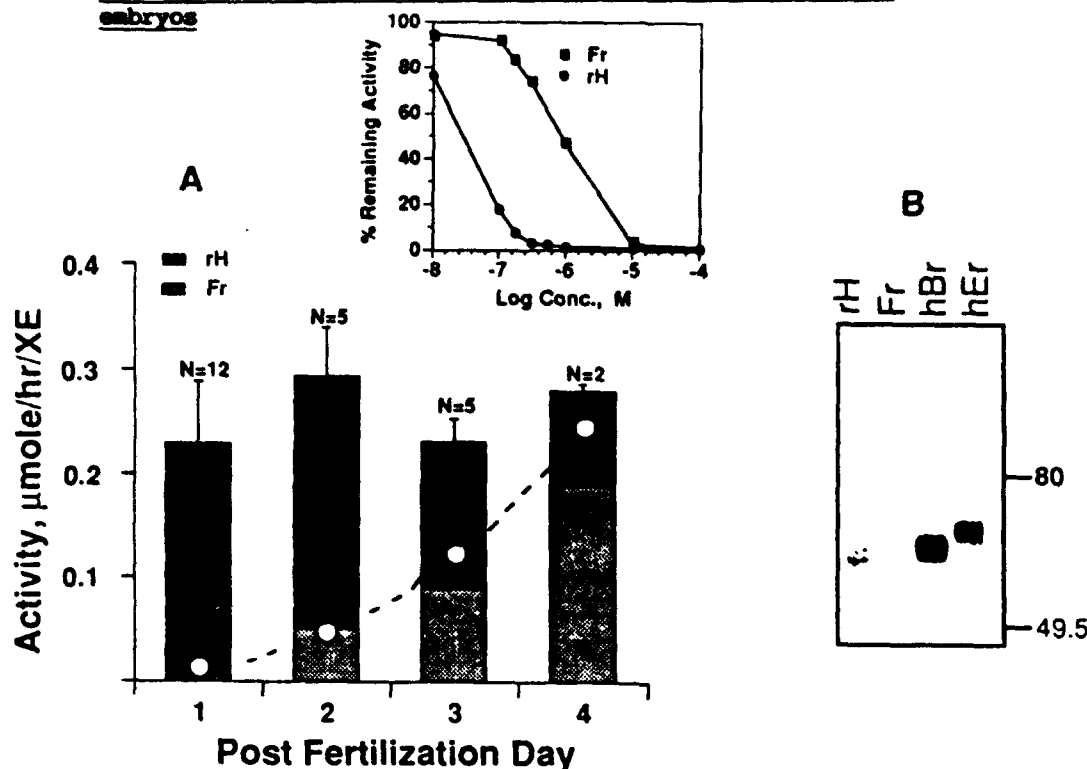 embryos
100
80
60
40
20
0
% Remaining Activity
Fr
rH
-8 -7 -6 -5 -4
Log Conc., M
A
rH
Fr
0.4
0.3
0.2
0.1
Activity, μmole/hr/XE
N=12
N=5
N=5
N=2
1 2 3 4
Post Fertilization Day
B
rH
Fr
hBr
hEr
80
49.5